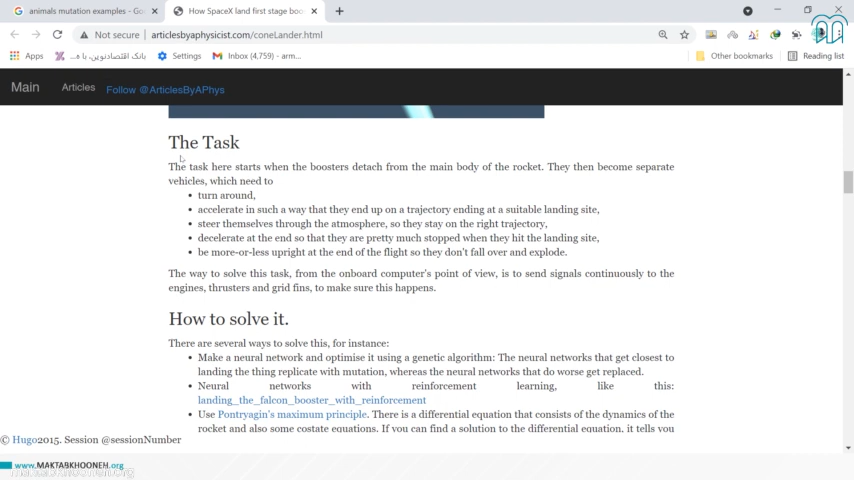 animals mutation examples - Go
How SpaceX land first stage boos
Not secure
articlesbyaphysicist.com/coneLander.html
Apps
بانک اقتصادنوین، با ه...
Settings
Inbox (4,759) - arm...
Other bookmarks
Reading list
Main
Articles
Follow @ArticlesByAPhys
The Task
The task here starts when the boosters detach from the main body of the rocket. They then become separate
vehicles, which need to
• turn around,
• accelerate in such a way that they end up on a trajectory ending at a suitable landing site,
• steer themselves through the atmosphere, so they stay on the right trajectory,
• decelerate at the end so that they are pretty much stopped when they hit the landing site,
• be more-or-less upright at the end of the flight so they don't fall over and explode.
The way to solve this task, from the onboard computer's point of view, is to send signals continuously to the
engines, thrusters and grid fins, to make sure this happens.
How to solve it.
There are several ways to solve this, for instance:
• Make a neural network and optimise it using a genetic algorithm: The neural networks that get closest to
landing the thing replicate with mutation, whereas the neural networks that do worse get replaced.
• Neural networks with reinforcement learning, like this:
landing_the_falcon_booster_with_reinforcement
• Use Pontryagin's maximum principle. There is a differential equation that consists of the dynamics of the
rocket and also some costate equations. If you can find a solution to the differential equation, it tells you
© Hugo2015. Session @sessionNumber
www.MAKTABKHOONEH.org